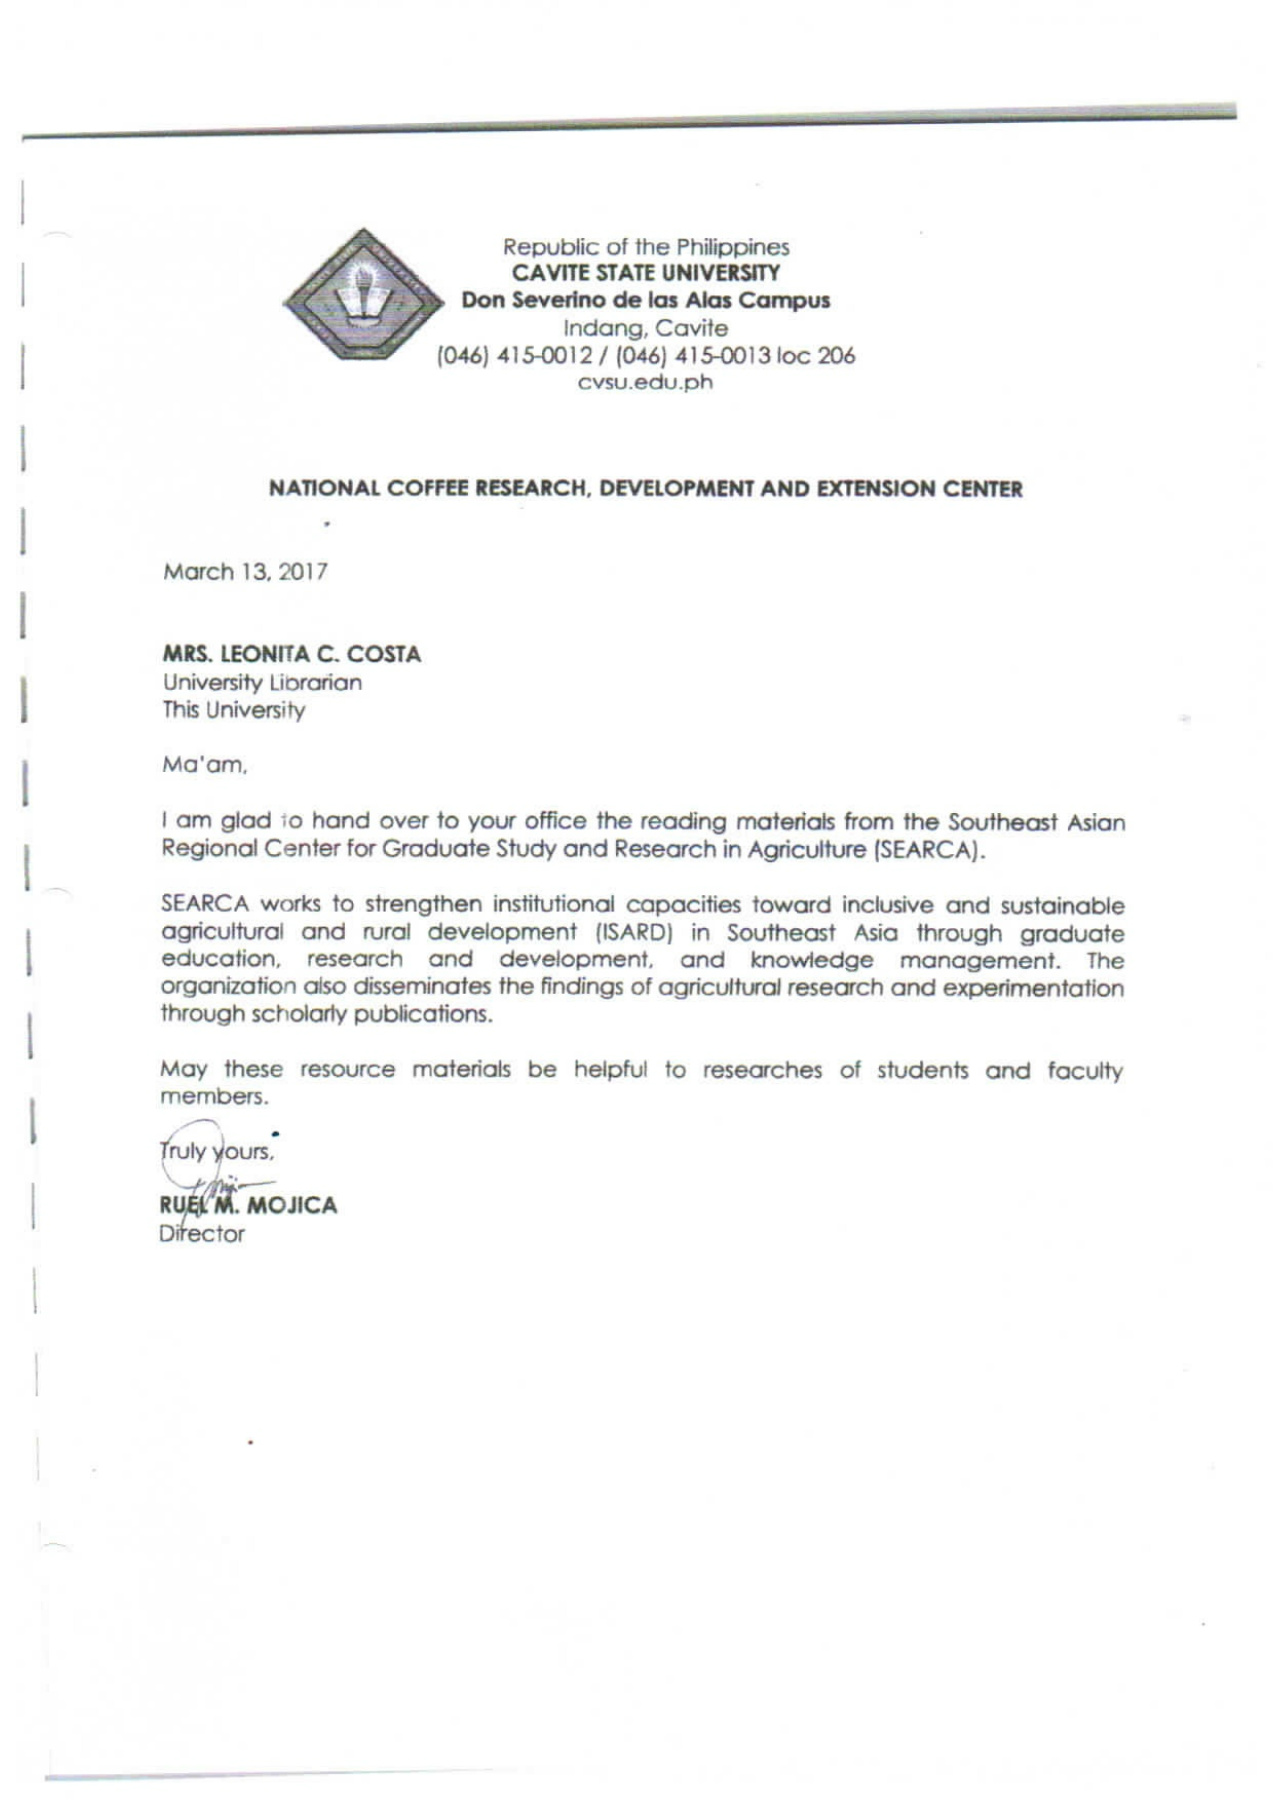 Republic of the Philippines
CAVITE STATE UNIVERSITY
Don Severino de las Alas Campus
Indang, Cavite
(046) 415-0012 / (046) 415-0013 loc 206
cvsu.edu.ph
NATIONAL COFFEE RESEARCH, DEVELOPMENT AND EXTENSION CENTER
March 13, 2017
MRS. LEONITA C. COSTA
University Librarian
This University
Ma'am,
I am glad to hand over to your office the reading materials from the Southeast Asian
Regional Center for Graduate Study and Research in Agriculture (SEARCA).
SEARCA works to strengthen institutional capacities toward inclusive and sustainable
agricultural and rural development (ISARD) in Southeast Asia through graduate
education, research and development, and knowledge management. The
organization also disseminates the findings of agricultural research and experimentation
through scholarly publications.
May these resource materials be helpful to researches of students and faculty
members.
Truly yours,
RUEL M. MOJICA
Director